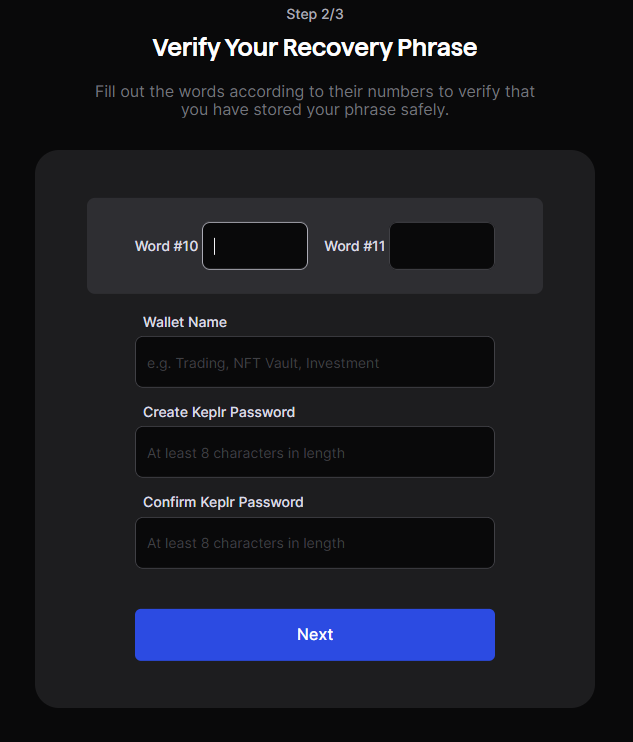 Step 2/3
Verify Your Recovery Phrase
Fill out the words according to their numbers to verify that
you have stored your phrase safely.
Word #10 Word #11
Wallet Name
e.g. Trading, NFT Vault, Investment
Create Keplr Password
At least 8 characters in length
Confirm Keplr Password
At least 8 characters in length
Next